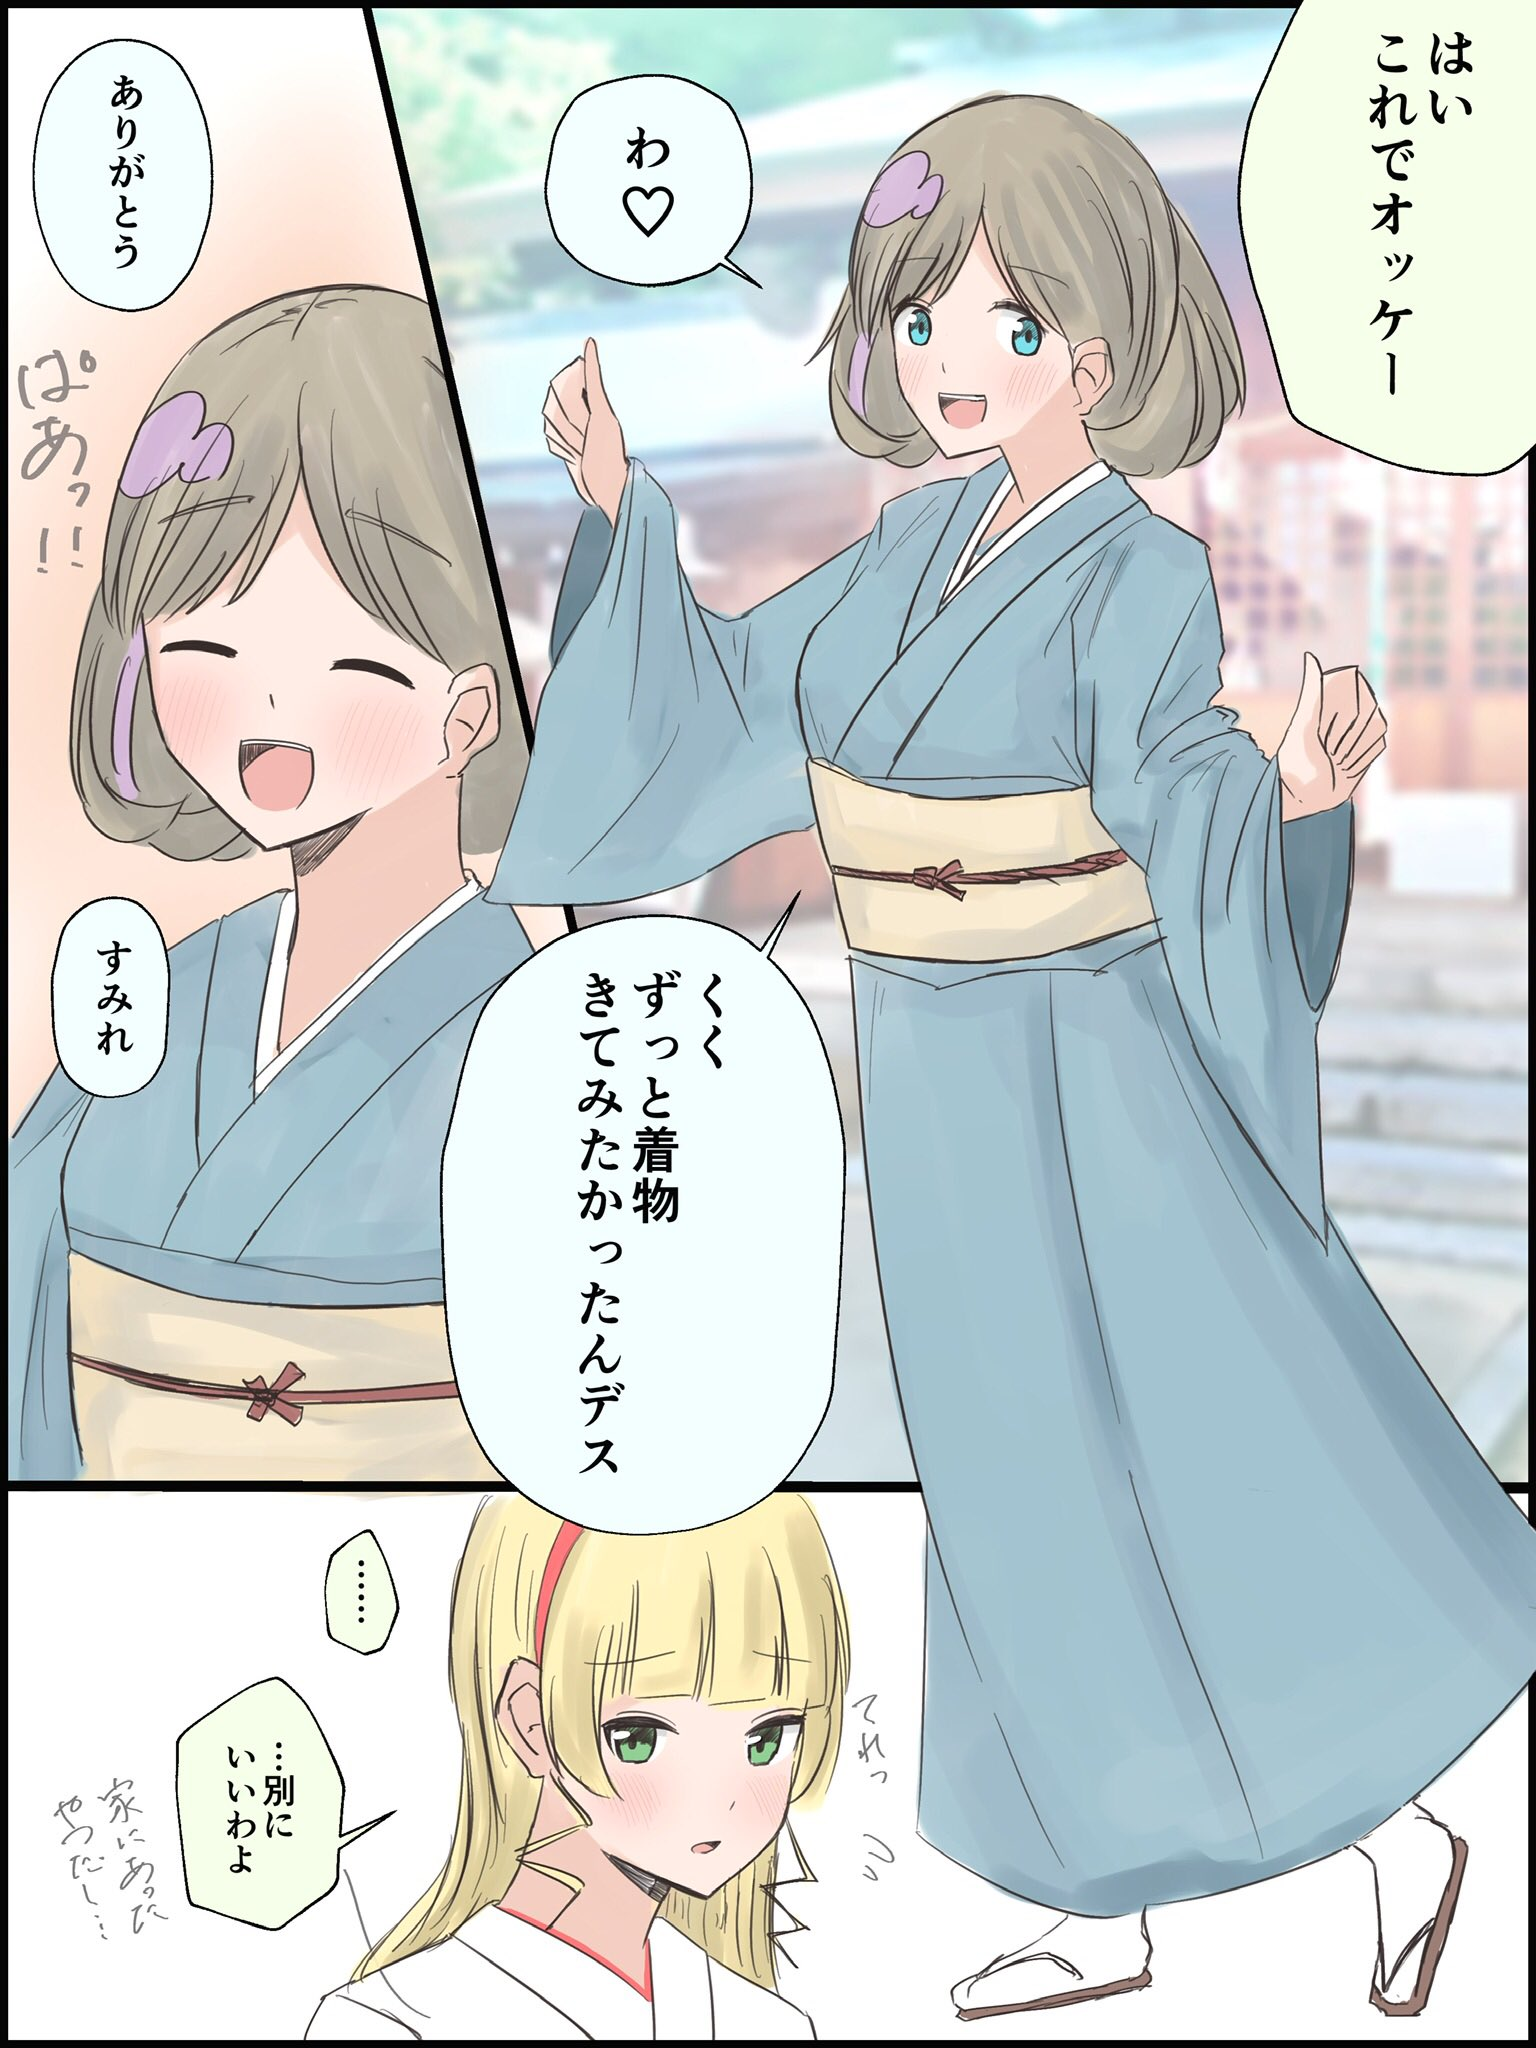 はい
これでオッケー
わ♡
くく
ずっと着物
きてみたかったんデス
ありがとう
ぱあっ!!
すみれ
てれっ
……
…別に
いいわよ
家にあった
やつだし…